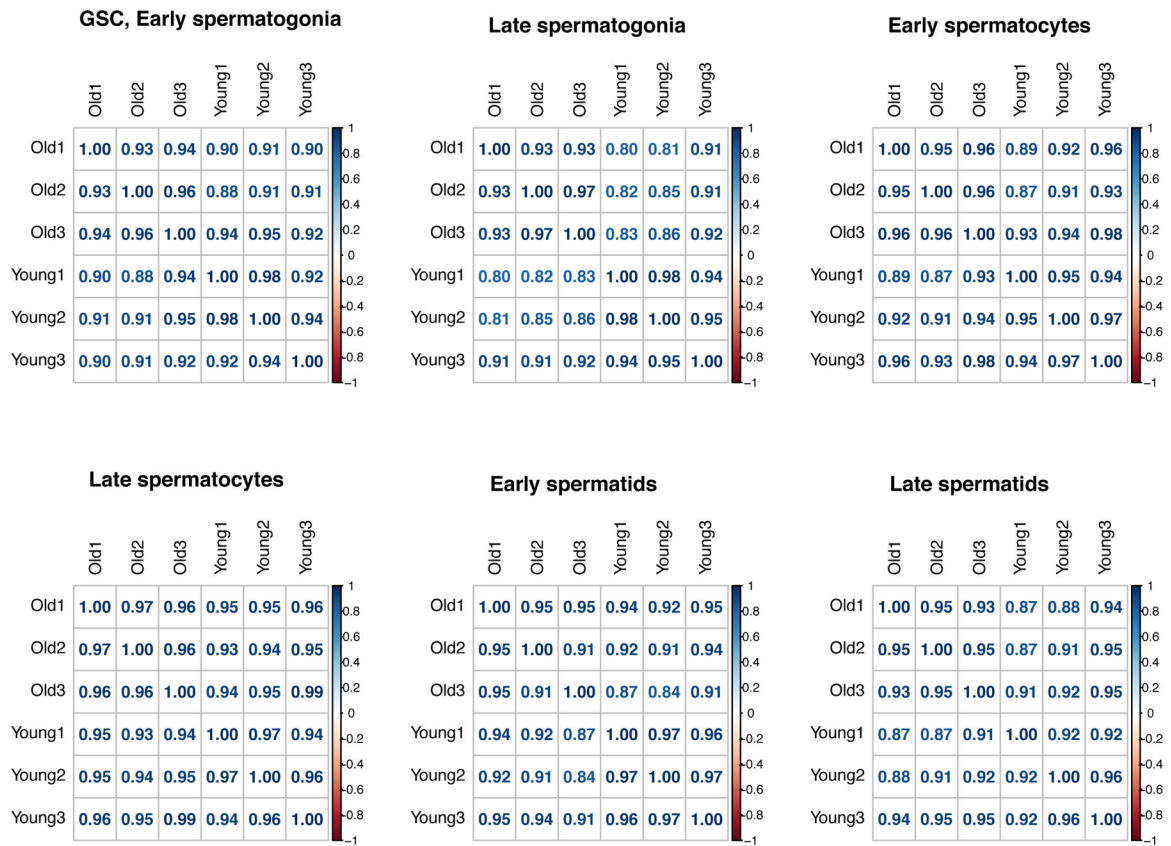 GSC, Early spermatogonia
Old1 Old2 Old3 Young1 Young2 Young3
Old1 1.00 0.93 0.94 0.90 0.91 0.90
Old2 0.93 1.00 0.96 0.88 0.91 0.91
Old3 0.94 0.96 1.00 0.94 0.95 0.92
Young1 0.90 0.88 0.94 1.00 0.98 0.92
Young2 0.91 0.91 0.95 0.98 1.00 0.94
Young3 0.90 0.91 0.92 0.92 0.94 1.00
1
0.8
0.6
0.4
0.2
0
−0.2
−0.4
−0.6
−0.8
−1
Late spermatogonia
Old1 Old2 Old3 Young1 Young2 Young3
Old1 1.00 0.93 0.93 0.80 0.81 0.91
Old2 0.93 1.00 0.97 0.82 0.85 0.91
Old3 0.93 0.97 1.00 0.83 0.86 0.92
Young1 0.80 0.82 0.83 1.00 0.98 0.94
Young2 0.81 0.85 0.86 0.98 1.00 0.95
Young3 0.91 0.91 0.92 0.94 0.95 1.00
1
0.8
0.6
0.4
0.2
0
−0.2
−0.4
−0.6
−0.8
−1
Early spermatocytes
Old1 Old2 Old3 Young1 Young2 Young3
Old1 1.00 0.95 0.96 0.89 0.92 0.96
Old2 0.95 1.00 0.96 0.87 0.91 0.93
Old3 0.96 0.96 1.00 0.93 0.94 0.98
Young1 0.89 0.87 0.93 1.00 0.95 0.94
Young2 0.92 0.91 0.94 0.95 1.00 0.97
Young3 0.96 0.93 0.98 0.94 0.97 1.00
1
0.8
0.6
0.4
0.2
0
−0.2
−0.4
−0.6
−0.8
−1
Late spermatocytes
Old1 Old2 Old3 Young1 Young2 Young3
Old1 1.00 0.97 0.96 0.95 0.95 0.96
Old2 0.97 1.00 0.96 0.93 0.94 0.95
Old3 0.96 0.96 1.00 0.94 0.95 0.99
Young1 0.95 0.93 0.94 1.00 0.97 0.94
Young2 0.95 0.94 0.95 0.97 1.00 0.96
Young3 0.96 0.95 0.99 0.94 0.96 1.00
1
0.8
0.6
0.4
0.2
0
−0.2
−0.4
−0.6
−0.8
−1
Early spermatids
Old1 Old2 Old3 Young1 Young2 Young3
Old1 1.00 0.95 0.95 0.94 0.92 0.95
Old2 0.95 1.00 0.91 0.92 0.91 0.94
Old3 0.95 0.91 1.00 0.87 0.84 0.91
Young1 0.94 0.92 0.87 1.00 0.97 0.96
Young2 0.92 0.91 0.84 0.97 1.00 0.97
Young3 0.95 0.94 0.91 0.96 0.97 1.00
1
0.8
0.6
0.4
0.2
0
−0.2
−0.4
−0.6
−0.8
−1
Late spermatids
Old1 Old2 Old3 Young1 Young2 Young3
Old1 1.00 0.95 0.93 0.87 0.88 0.94
Old2 0.95 1.00 0.95 0.87 0.91 0.95
Old3 0.93 0.95 1.00 0.91 0.92 0.95
Young1 0.87 0.87 0.91 1.00 0.92 0.92
Young2 0.88 0.91 0.92 0.92 1.00 0.96
Young3 0.94 0.95 0.95 0.92 0.96 1.00
1
0.8
0.6
0.4
0.2
0
−0.2
−0.4
−0.6
−0.8
−1